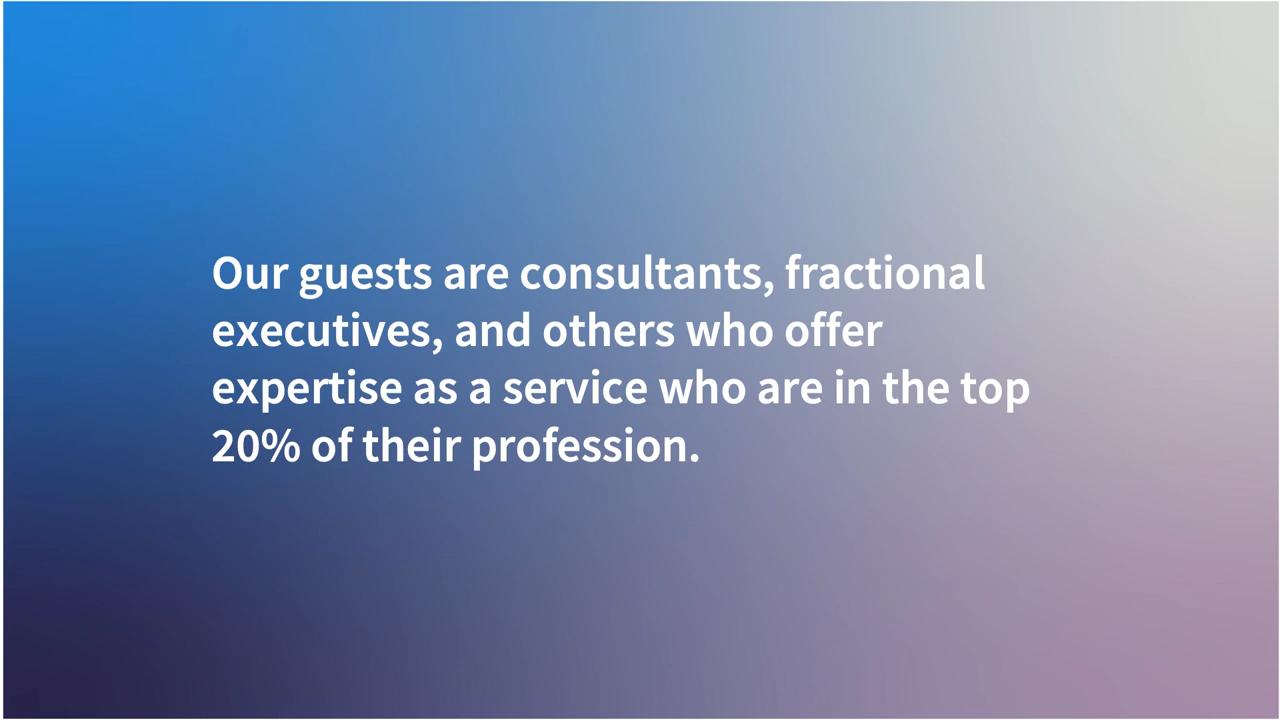 Our guests are consultants, fractional
executives, and others who offer
expertise as a service who are in the top
20% of their profession.